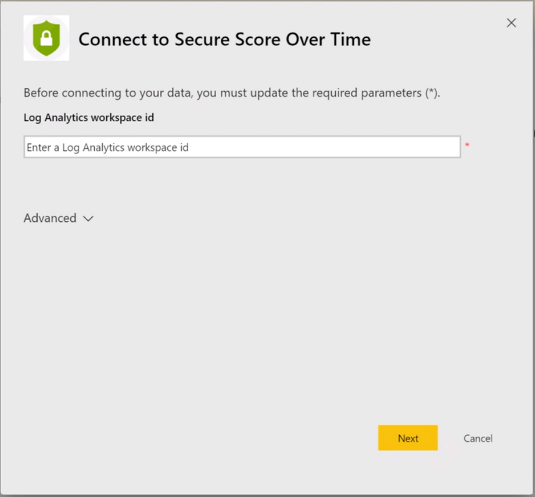 Connect to Secure Score Over Time
Before connecting to your data, you must update the required parameters (*).
Log Analytics workspace id
Enter a Log Analytics workspace id
*
Advanced
Next
Cancel